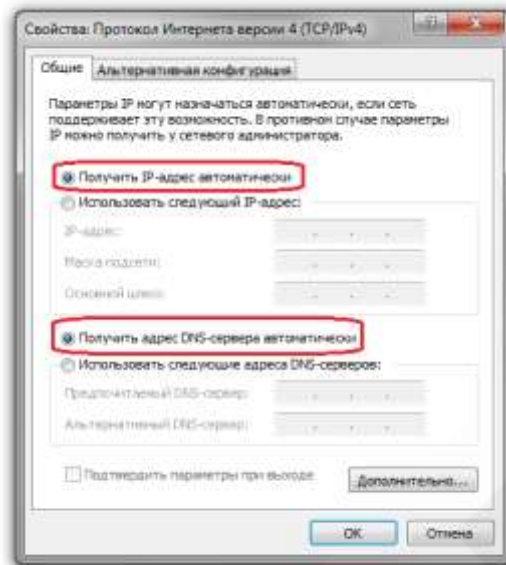 Свойства: Протокол Интернета версии 4 (TCP/IPv4)
Общие Альтернативная конфигурация
Параметры IP могут назначаться автоматически, если сеть
поддерживает эту возможность. В противном случае параметры
IP можно получить у сетевого администратора.
Получить IP-адрес автоматически
Использовать следующий IP-адрес:
IP-адрес:
Маска подсети:
Основной шлюз:
Получить адрес DNS-сервера автоматически
Использовать следующие адреса DNS-серверов:
Предпочитаемый DNS-сервер:
Альтернативный DNS-сервер:
Подтвердить параметры при выходе
Дополнительно...
OK Отмена